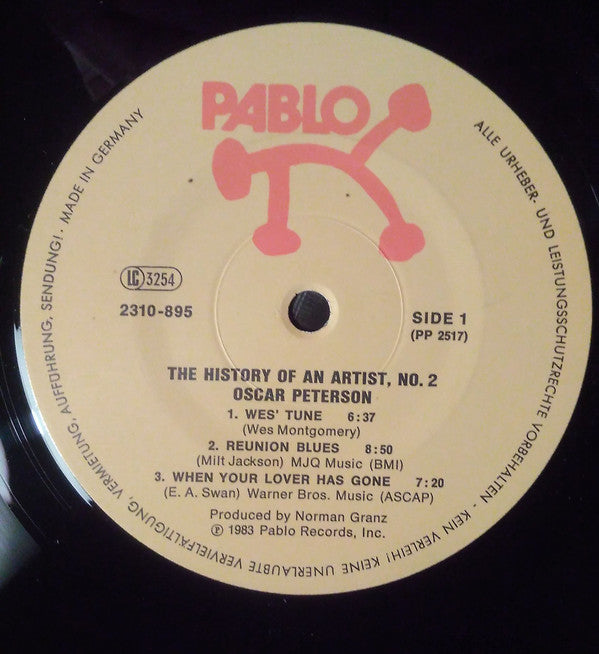 PABLO
ALLE URHEBER- UND LEISTUNGSSCHUTZRECHTE VORBEHALTEN - KEIN VERLEIH! KEINE UNERLAUBTE VERVIELFÄLTIGUNG, VERMIETUNG, AUFFÜHRUNG, SENDUNG! · MADE IN GERMANY
LC 3254
2310-895
SIDE 1
(PP 2517)
THE HISTORY OF AN ARTIST, NO. 2
OSCAR PETERSON
1. WES' TUNE 6:37
(Wes Montgomery)
2. REUNION BLUES 8:50
(Milt Jackson) MJQ Music (BMI)
3. WHEN YOUR LOVER HAS GONE 7:20
(E. A. Swan) Warner Bros. Music (ASCAP)
Produced by Norman Granz
℗ 1983 Pablo Records, Inc.